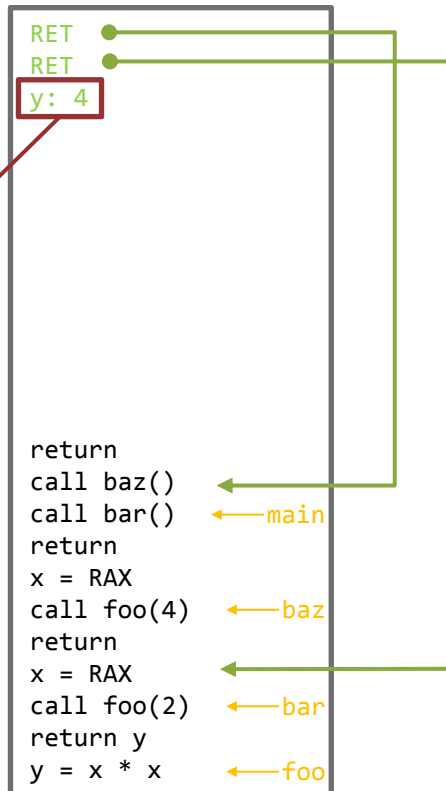 RET
RET
y: 4
return
call baz()
call bar() main
return
x = RAX
call foo(4) baz
return
x = RAX
call foo(2) bar
return y
y = x * x foo